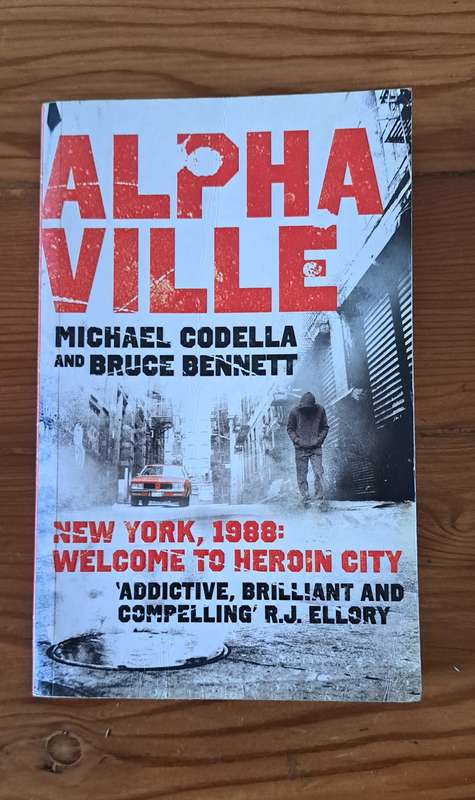 ALPHA
VILLE
MICHAEL CODELLA
AND BRUCE BENNETT
NEW YORK, 1988:
WELCOME TO HEROIN CITY
'ADDICTIVE, BRILLIANT AND
COMPELLING' R.J. ELLORY